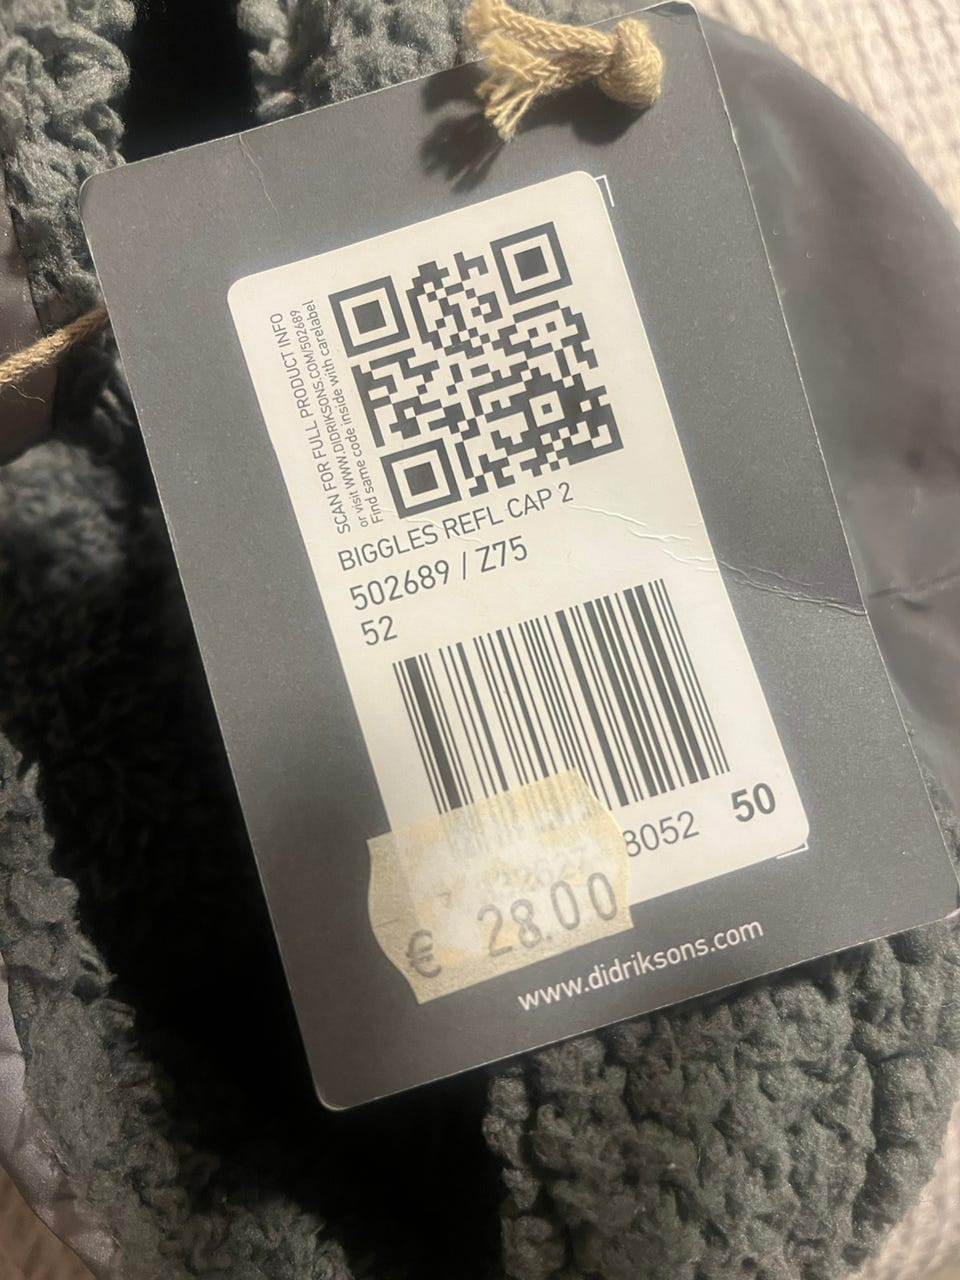 SCAN FOR FULL PRODUCT INFO
or visit WWW.DIDRIKSONS.COM/502689
Find same code inside with carelabel
BIGGLES REFL CAP 2
502689 / Z75
52
8052 50
€ 28.00
www.didriksons.com